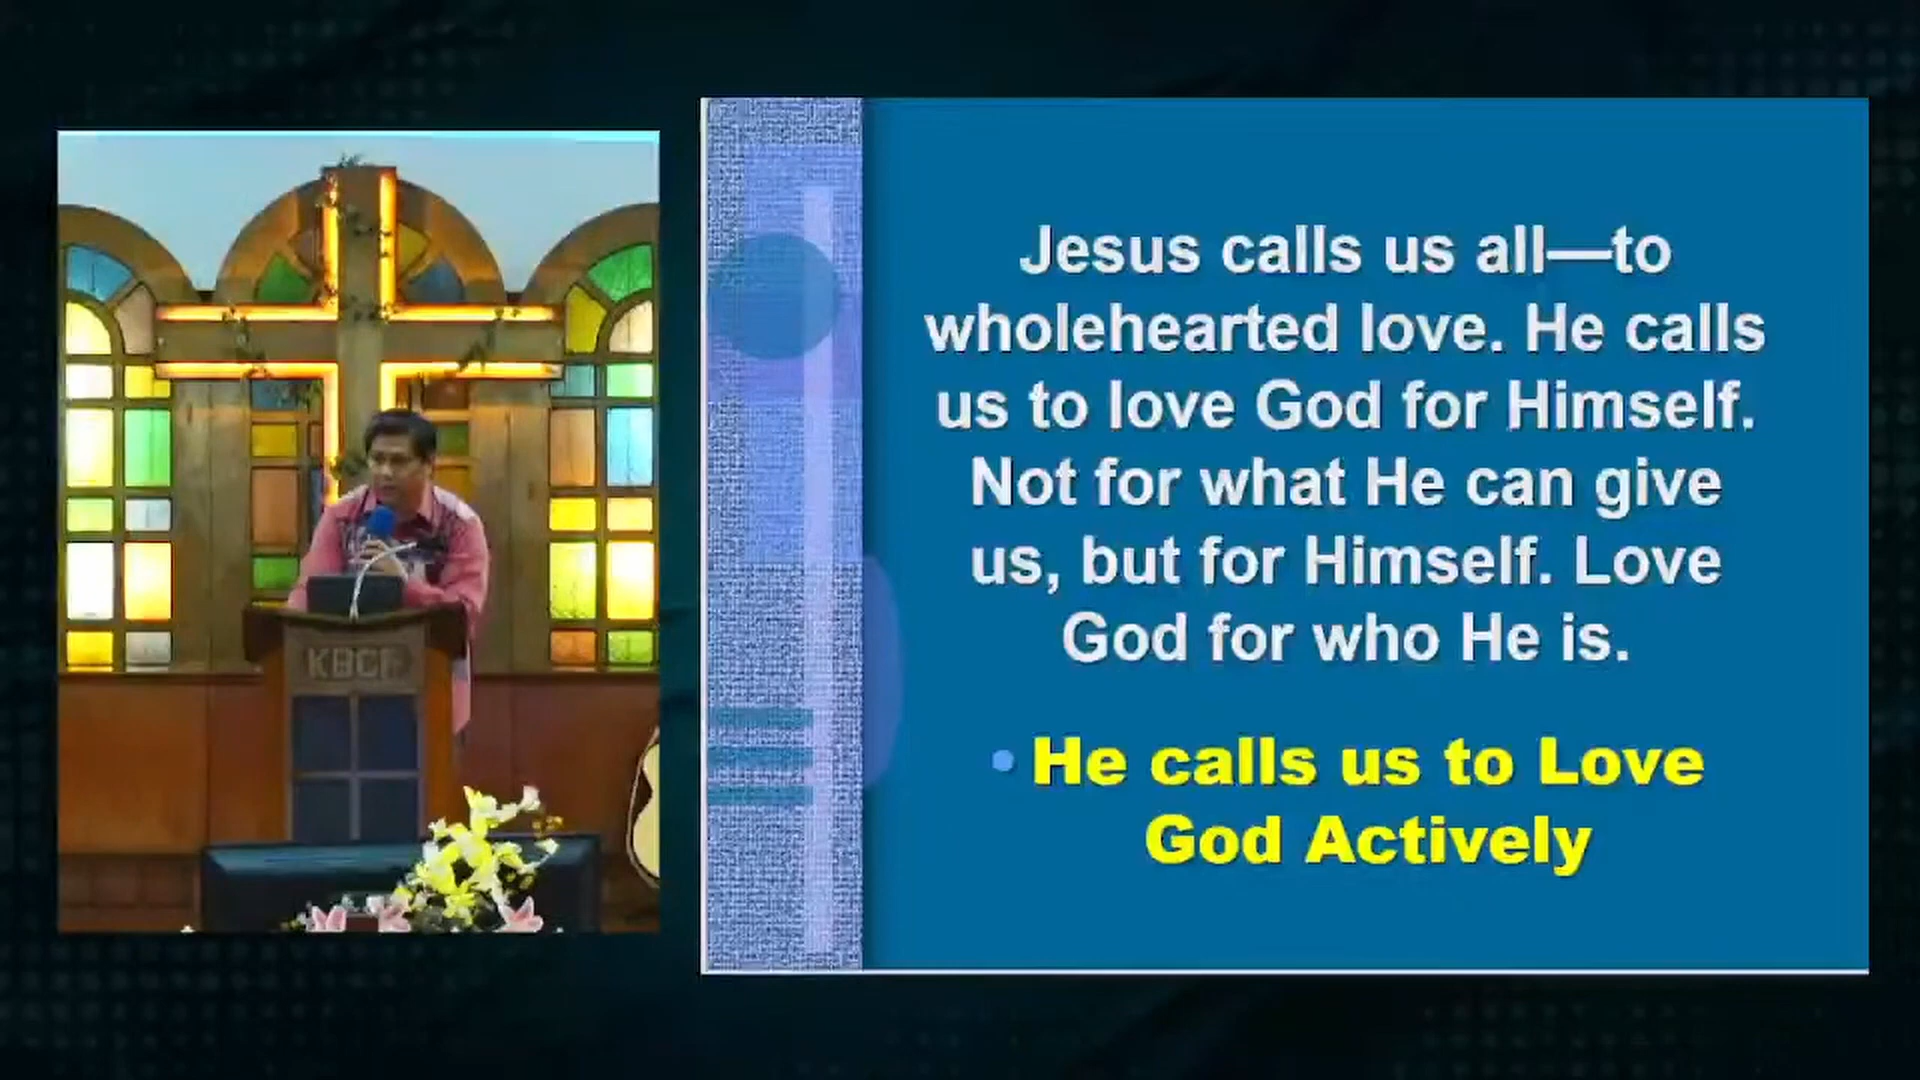 KBCF
Jesus calls us all—to
wholehearted love. He calls
us to love God for Himself.
Not for what He can give
us, but for Himself. Love
God for who He is.
• He calls us to Love
God Actively